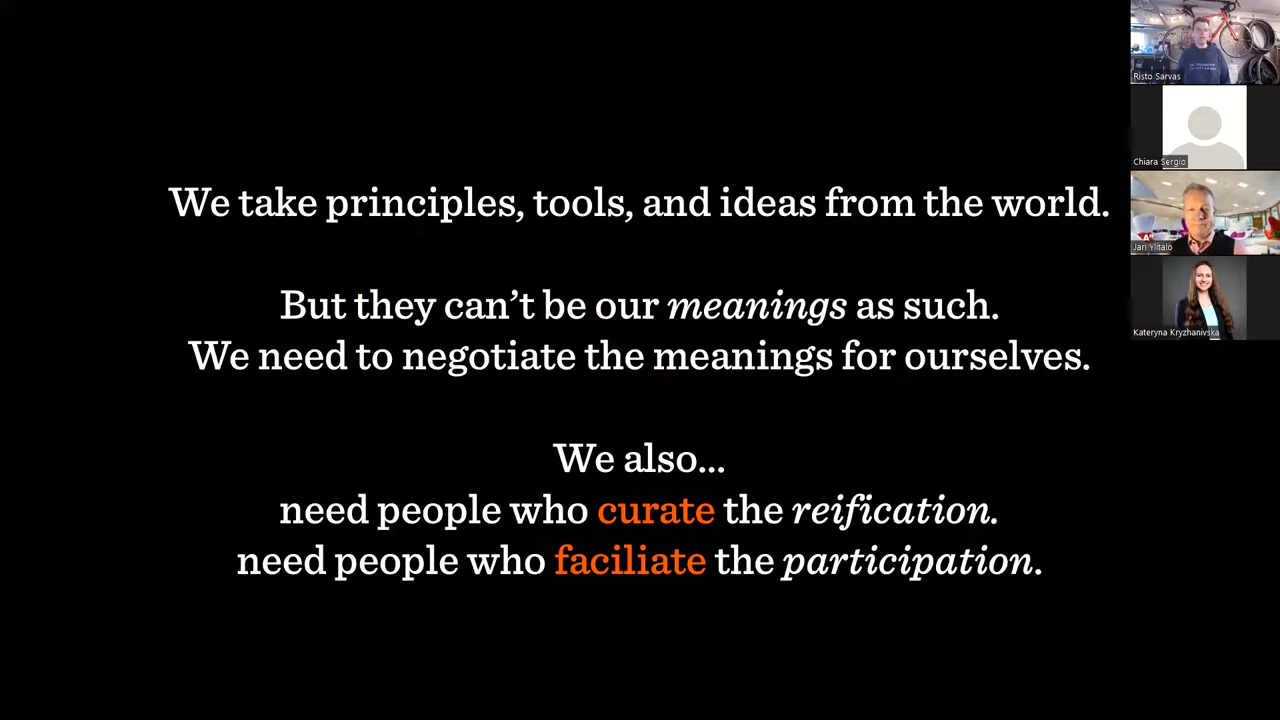 We take principles, tools, and ideas from the world.
But they can’t be our meanings as such.
We need to negotiate the meanings for ourselves.
We also...
need people who curate the reification.
need people who faciliate the participation.
Risto Sarvas
Chiara Sergio
Jari Ylitalo
Kateryna Kryzhanivska